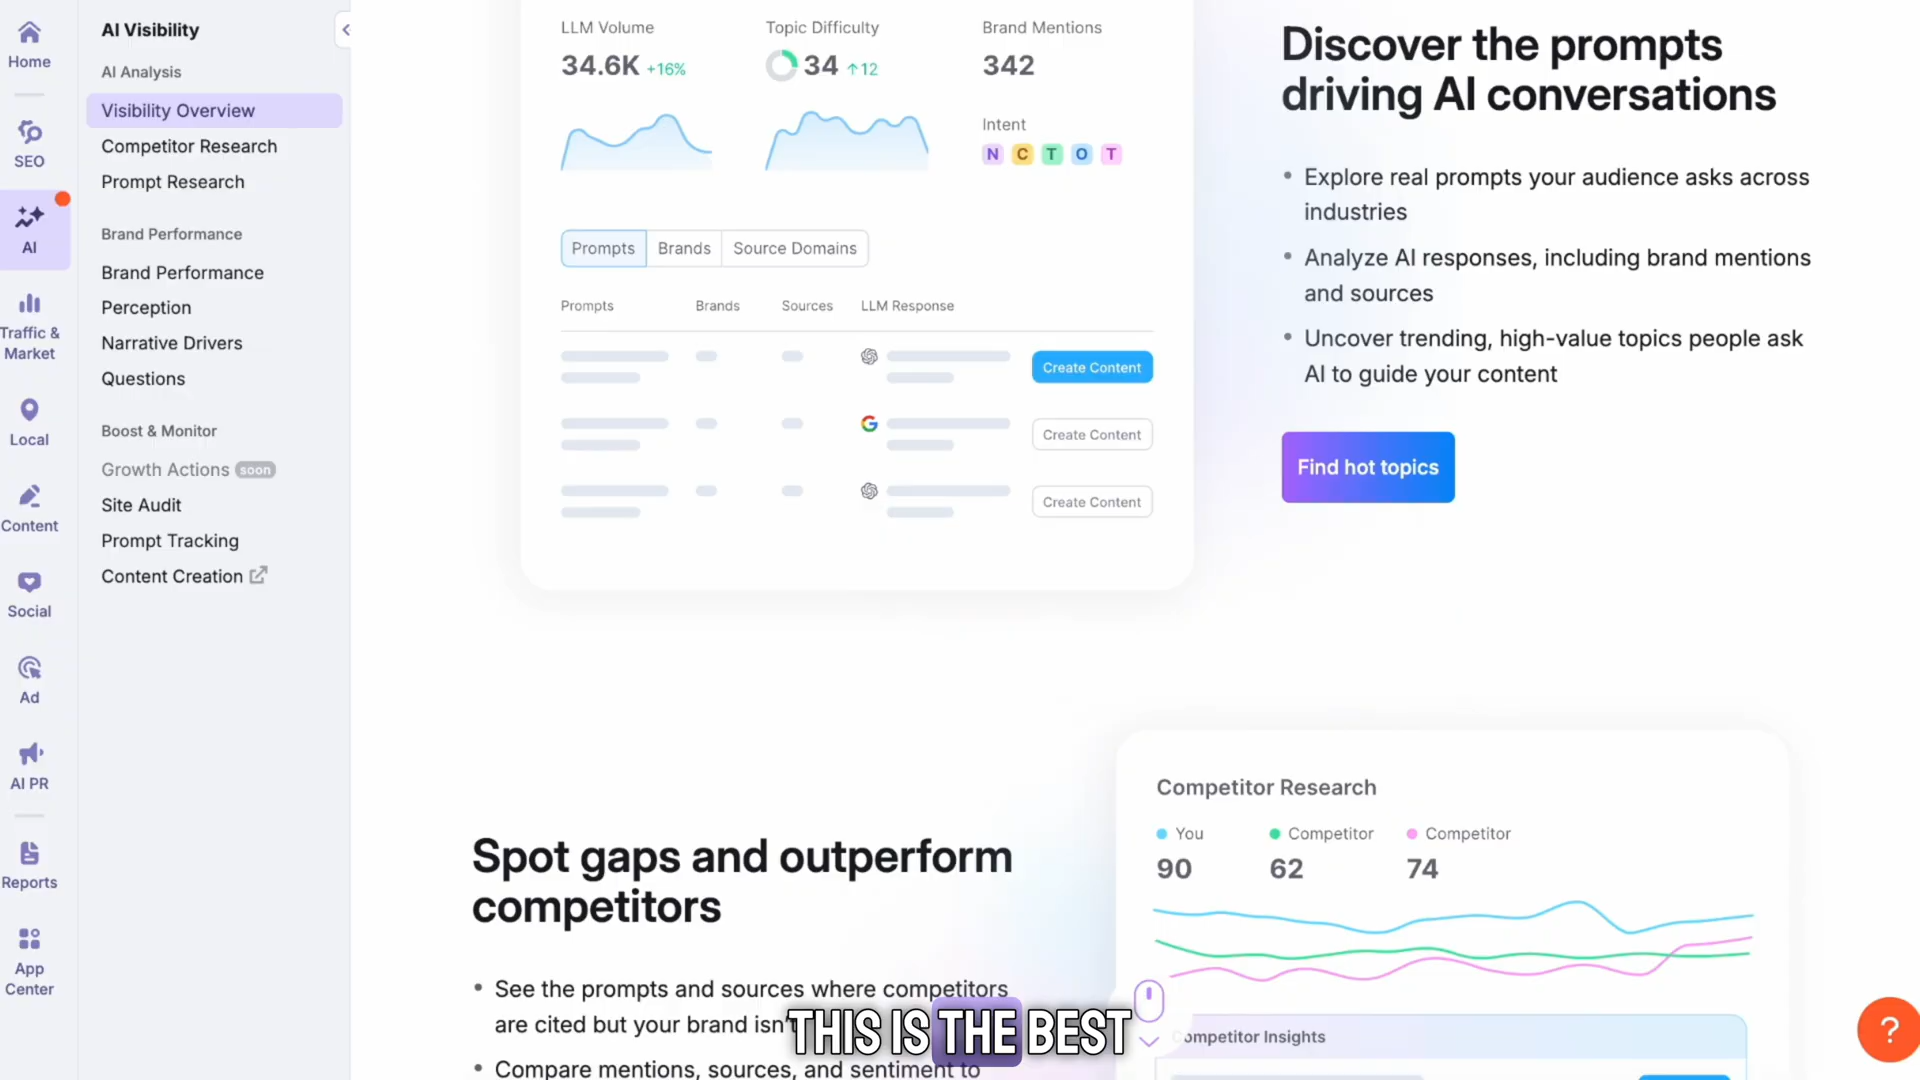 Home
SEO
AI
Traffic &
Market
Local
Content
Social
Ad
AI PR
Reports
App
Center
AI Visibility
AI Analysis
Visibility Overview
Competitor Research
Prompt Research
Brand Performance
Brand Performance
Perception
Narrative Drivers
Questions
Boost & Monitor
Growth Actions soon
Site Audit
Prompt Tracking
Content Creation
LLM Volume
34.6K +16%
Topic Difficulty
34 ↑12
Brand Mentions
342
Intent
N C T O T
Prompts Brands Source Domains
Prompts Brands Sources LLM Response
Create Content
Create Content
Create Content
Discover the prompts
driving AI conversations
• Explore real prompts your audience asks across
industries
• Analyze AI responses, including brand mentions
and sources
• Uncover trending, high-value topics people ask
AI to guide your content
Find hot topics
Spot gaps and outperform
competitors
• See the prompts and sources where competitors
are cited but your brand isn't
• Compare mentions, sources, and sentiment to
Competitor Research
You Competitor Competitor
90 62 74
Competitor Insights
THIS IS THE BEST
?